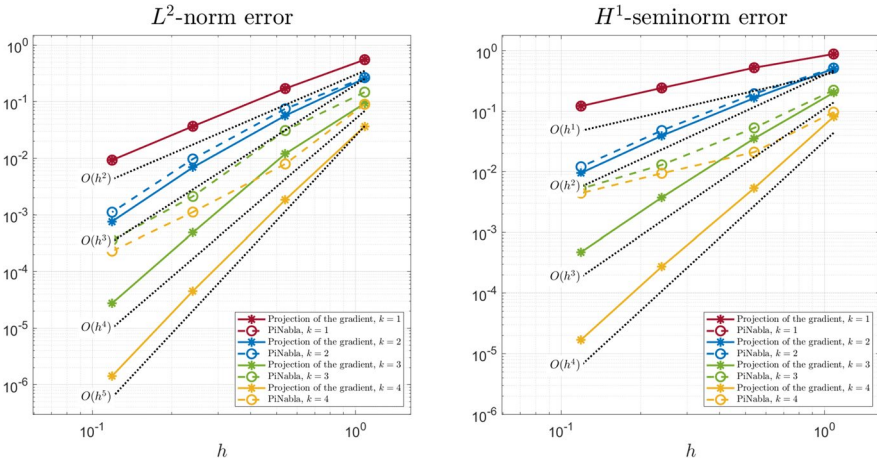 L²-norm error
10⁰
10⁻¹
10⁻²
10⁻³
10⁻⁴
10⁻⁵
10⁻⁶
O(h²)
O(h³)
O(h⁴)
O(h⁵)
Projection of the gradient, k = 1
PiNabla, k = 1
Projection of the gradient, k = 2
PiNabla, k = 2
Projection of the gradient, k = 3
PiNabla, k = 3
Projection of the gradient, k = 4
PiNabla, k = 4
10⁻¹ 10⁰
h
H¹-seminorm error
10⁰
10⁻¹
10⁻²
10⁻³
10⁻⁴
10⁻⁵
10⁻⁶
O(h¹)
O(h²)
O(h³)
O(h⁴)
Projection of the gradient, k = 1
PiNabla, k = 1
Projection of the gradient, k = 2
PiNabla, k = 2
Projection of the gradient, k = 3
PiNabla, k = 3
Projection of the gradient, k = 4
PiNabla, k = 4
10⁻¹ 10⁰
h